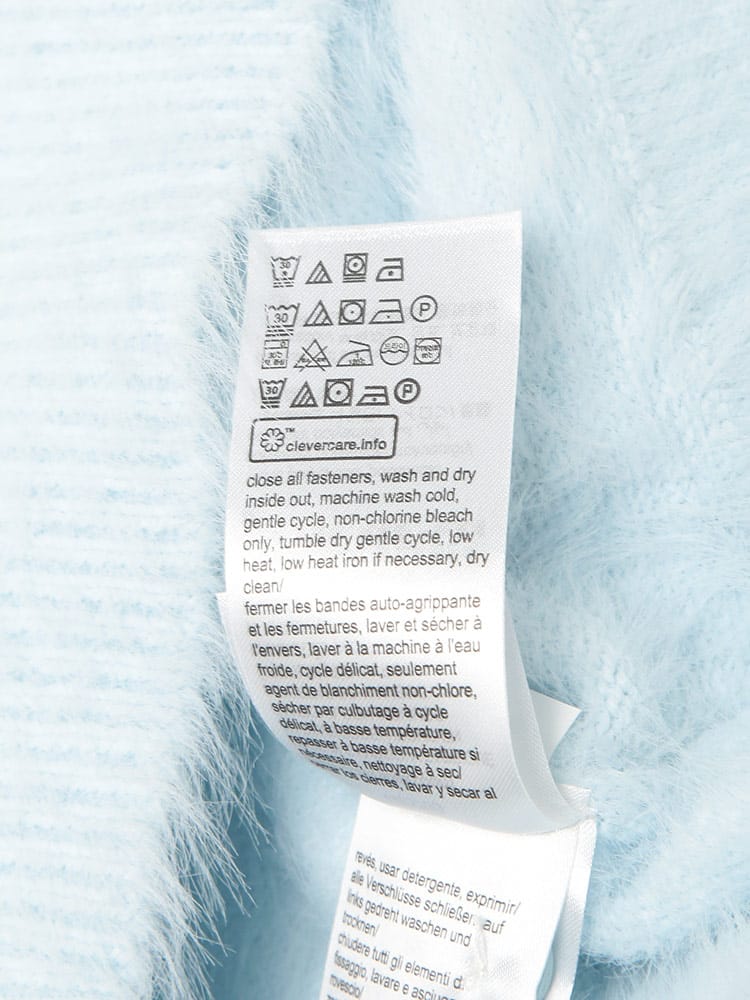 30
30 P
30 P
™ clevercare.info
close all fasteners, wash and dry
inside out, machine wash cold,
gentle cycle, non-chlorine bleach
only, tumble dry gentle cycle, low
heat, low heat iron if necessary, dry
clean/
fermer les bandes auto-agrippante
et les fermetures, laver et sécher à
l'envers, laver à la machine à l'eau
froide, cycle délicat, seulement
agent de blanchiment non-chlore,
sécher par culbutage à cycle
délicat, à basse température,
repasser à basse température si
nécessaire, nettoyage à sec/
los cierres, lavar y secar al
revés, usar detergente, exprimir/
alle Verschlüsse schließen, auf
links gedreht waschen und
trocknen/
chiudere tutti gli elementi di
fissaggio, lavare e asciugare
rovescio/